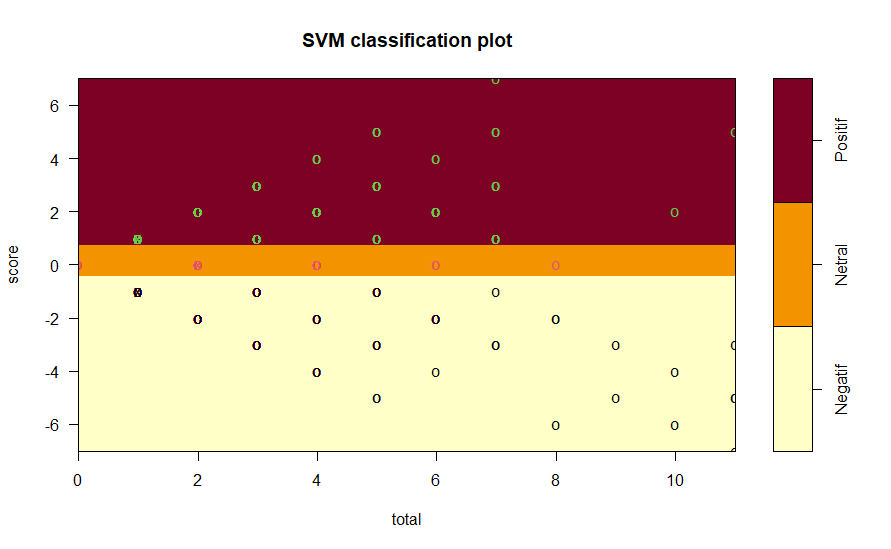 SVM classification plot
score
6
4
2
0
-2
-4
-6
0 2 4 6 8 10
total
Positif
Netral
Negatif